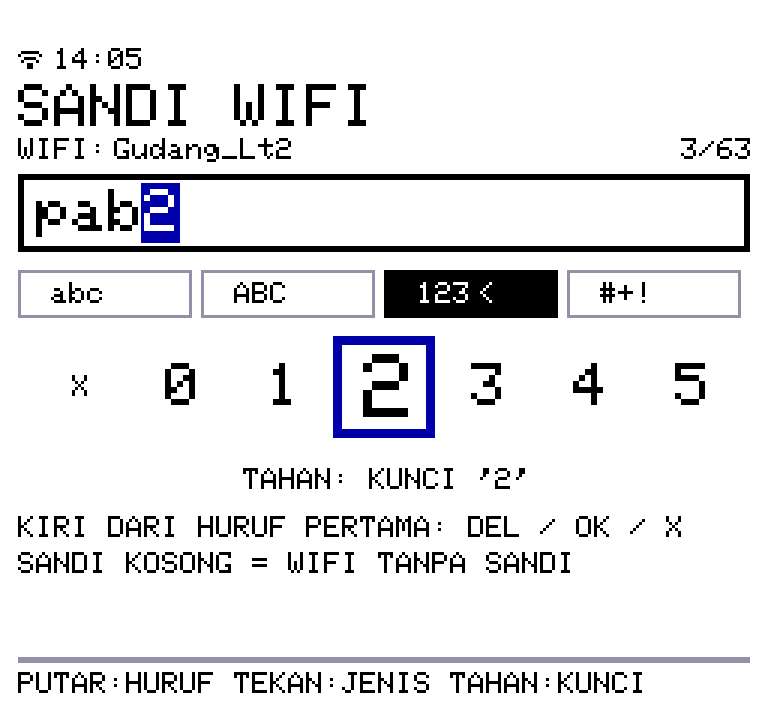 14:05
SANDI WIFI
WIFI: Gudang_Lt2 3/63
pab2
abc ABC 123 < #+!
x 0 1 2 3 4 5
TAHAN: KUNCI '2'
KIRI DARI HURUF PERTAMA: DEL / OK / X
SANDI KOSONG = WIFI TANPA SANDI
PUTAR:HURUF TEKAN:JENIS TAHAN:KUNCI